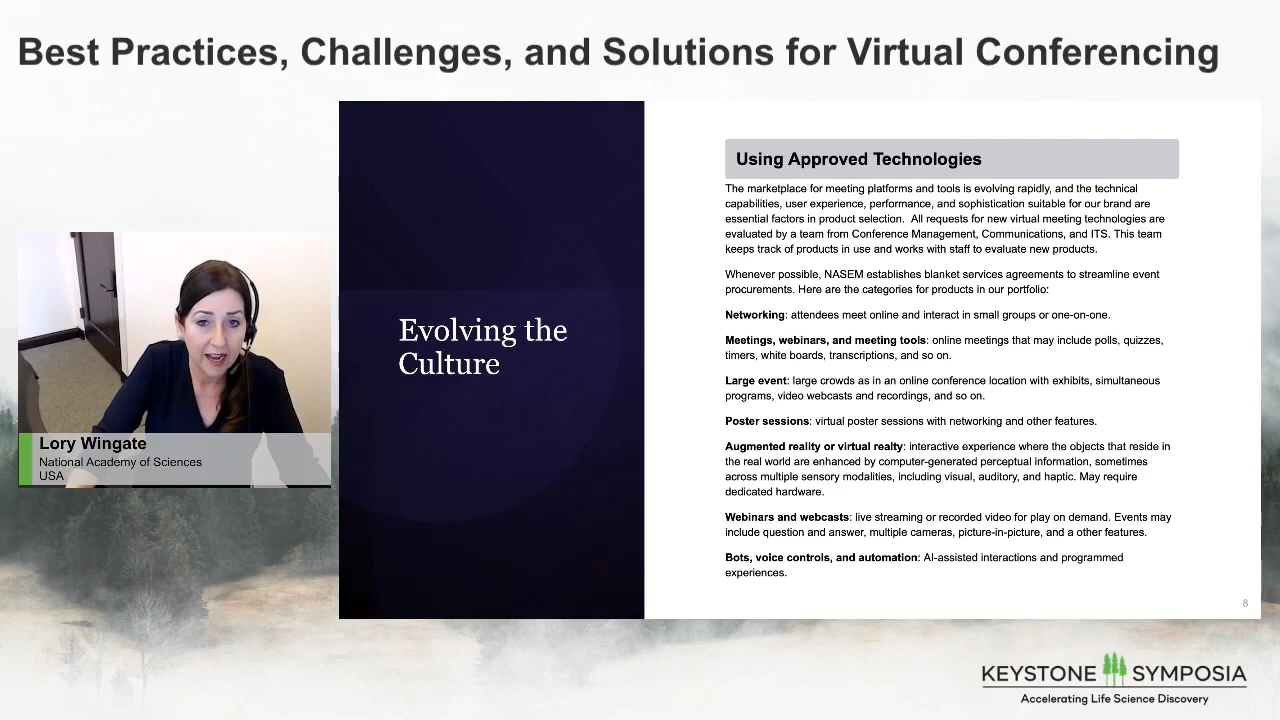 Best Practices, Challenges, and Solutions for Virtual Conferencing
Lory Wingate
National Academy of Sciences
USA
Evolving the
Culture
Using Approved Technologies
The marketplace for meeting platforms and tools is evolving rapidly, and the technical
capabilities, user experience, performance, and sophistication suitable for our brand are
essential factors in product selection. All requests for new virtual meeting technologies are
evaluated by a team from Conference Management, Communications, and ITS. This team
keeps track of products in use and works with staff to evaluate new products.
Whenever possible, NASEM establishes blanket services agreements to streamline event
procurements. Here are the categories for products in our portfolio:
Networking: attendees meet online and interact in small groups or one-on-one.
Meetings, webinars, and meeting tools: online meetings that may include polls, quizzes,
timers, white boards, transcriptions, and so on.
Large event: large crowds as in an online conference location with exhibits, simultaneous
programs, video webcasts and recordings, and so on.
Poster sessions: virtual poster sessions with networking and other features.
Augmented reality or virtual realty: interactive experience where the objects that reside in
the real world are enhanced by computer-generated perceptual information, sometimes
across multiple sensory modalities, including visual, auditory, and haptic. May require
dedicated hardware.
Webinars and webcasts: live streaming or recorded video for play on demand. Events may
include question and answer, multiple cameras, picture-in-picture, and a other features.
Bots, voice controls, and automation: AI-assisted interactions and programmed
experiences.
8
KEYSTONE SYMPOSIA
Accelerating Life Science Discovery